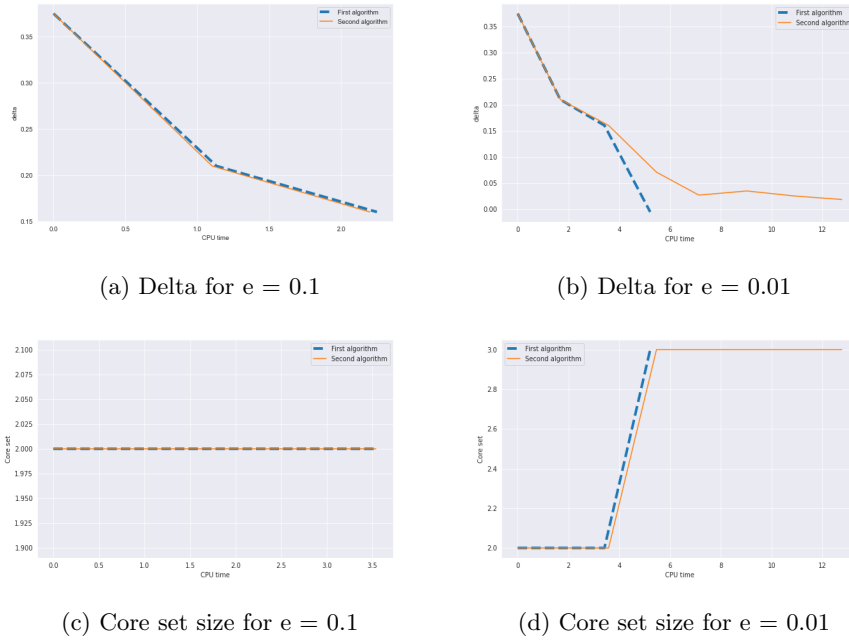 First algorithm
Second algorithm
0.35
0.30
0.25
0.20
0.15
delta
0.0 0.5 1.0 1.5 2.0
CPU time
First algorithm
Second algorithm
0.35
0.30
0.25
0.20
0.15
0.10
0.05
0.00
delta
0 2 4 6 8 10 12
CPU time
(a) Delta for e = 0.1
(b) Delta for e = 0.01
First algorithm
Second algorithm
2.100
2.075
2.050
2.025
2.000
1.975
1.950
1.925
1.900
Core set
0.0 0.5 1.0 1.5 2.0 2.5 3.0 3.5
CPU time
First algorithm
Second algorithm
3.0
2.8
2.6
2.4
2.2
2.0
Core set
0 2 4 6 8 10 12
CPU time
(c) Core set size for e = 0.1
(d) Core set size for e = 0.01